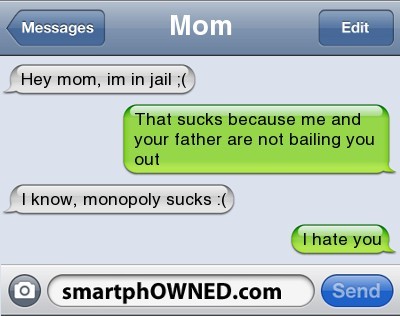 Messages
Mom
Edit
Hey mom, im in jail ;(
That sucks because me and
your father are not bailing you
out
I know, monopoly sucks :(
I hate you
smartphOWNED.com
Send